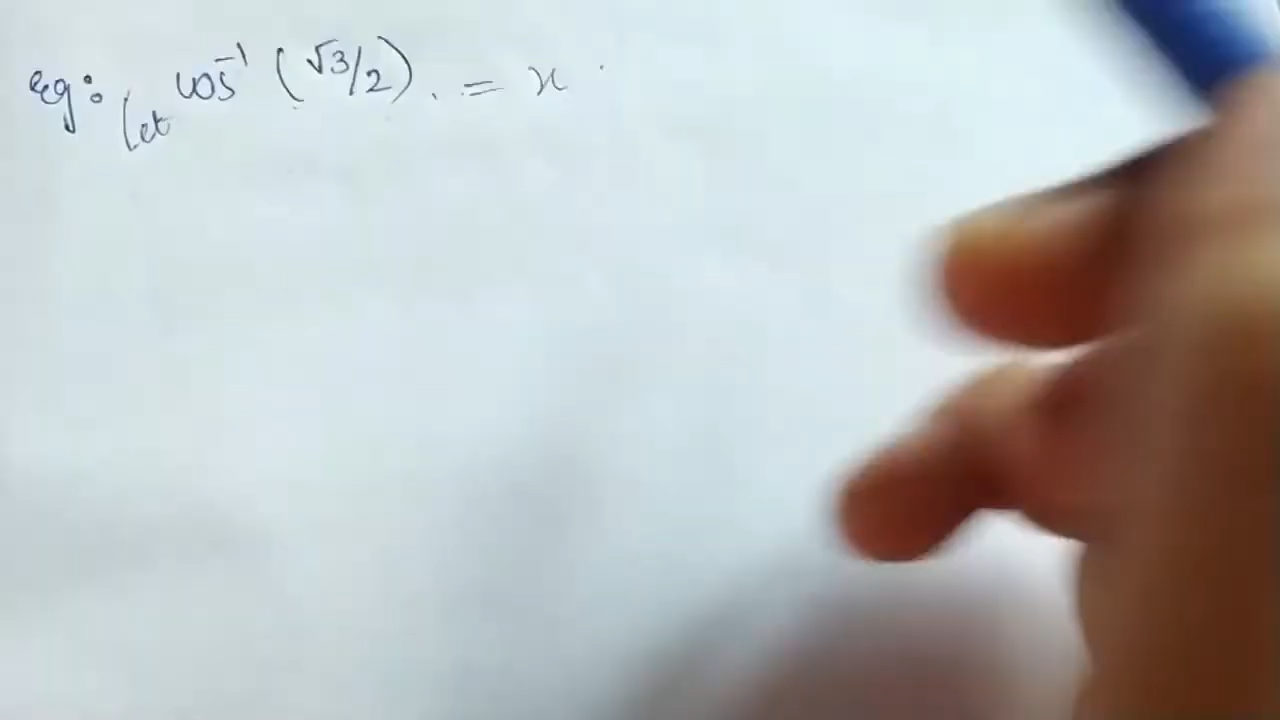 eg: let cos⁻¹ (√3/2) . = x